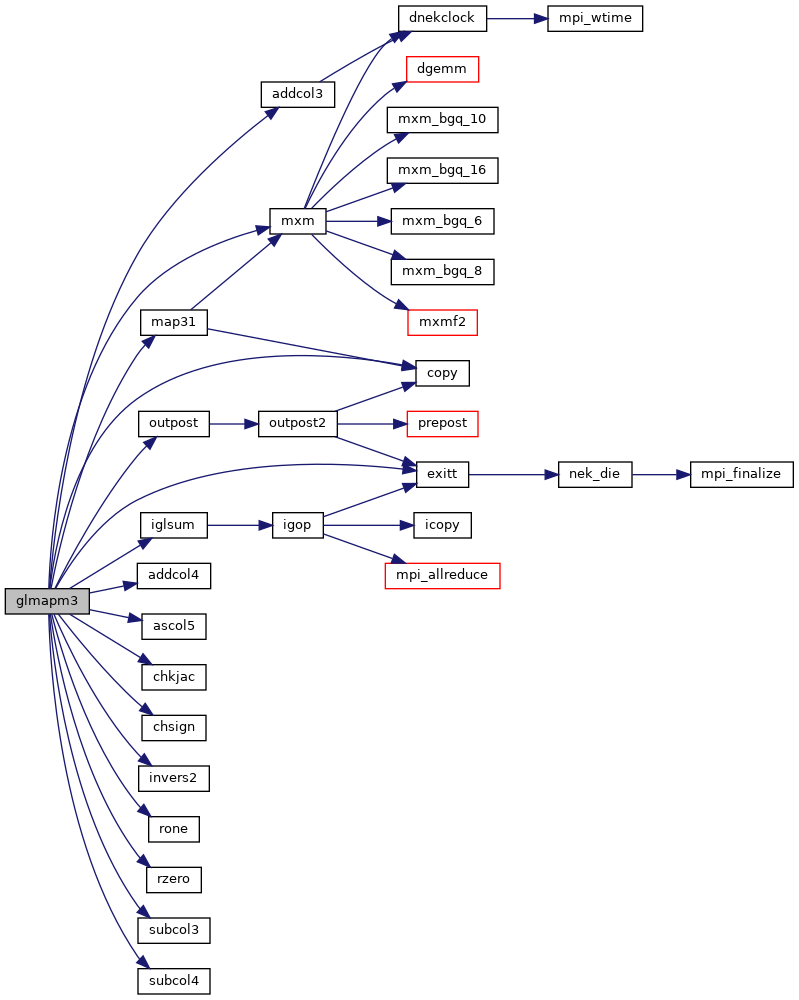 dnekclock
mpi_wtime
dgemm
addcol3
mxm_bgq_10
mxm_bgq_16
mxm
mxm_bgq_6
mxm_bgq_8
map31
mxmf2
copy
outpost
outpost2
prepost
exitt
nek_die
mpi_finalize
iglsum
igop
icopy
addcol4
mpi_allreduce
glmapm3
ascol5
chkjac
chsign
invers2
rone
rzero
subcol3
subcol4